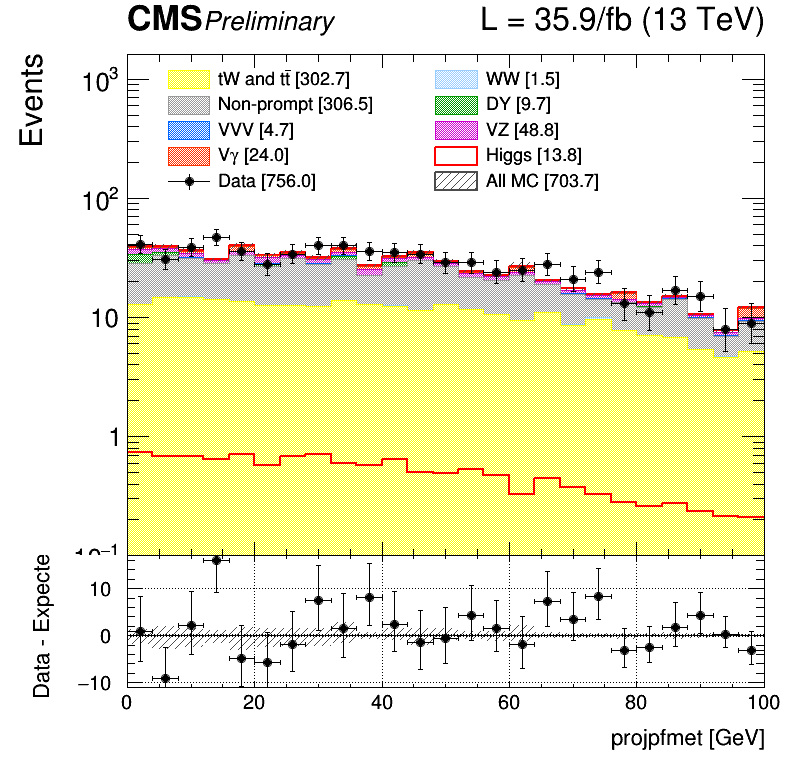 CMS Preliminary L = 35.9/fb (13 TeV)
Events
10³
10²
10
1
10⁻¹
tW and tt̄ [302.7] WW [1.5]
Non-prompt [306.5] DY [9.7]
VVV [4.7] VZ [48.8]
Vγ [24.0] Higgs [13.8]
Data [756.0] All MC [703.7]
Data - Expecte
10
0
−10
0 20 40 60 80 100
projpfmet [GeV]